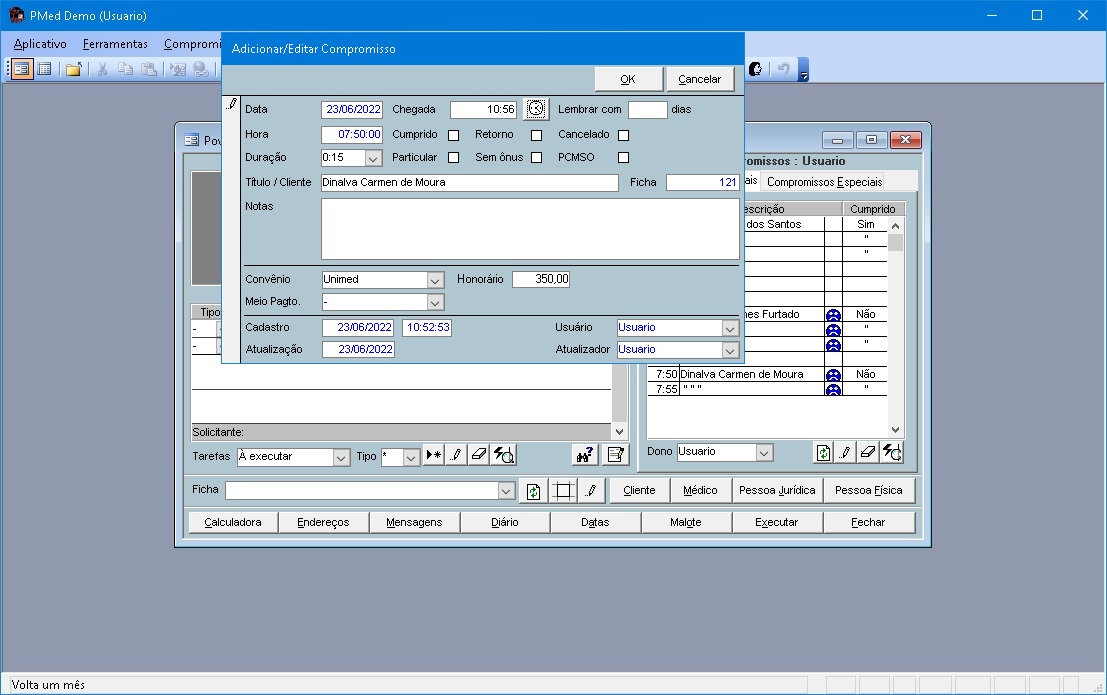 PMed Demo (Usuario)
Aplicativo Ferramentas Compromi
Adicionar/Editar Compromisso
OK Cancelar
Data 23/06/2022 Chegada 10:56 Lembrar com dias
Hora 07:50:00 Cumprido Retorno Cancelado
Duração 0:15 Particular Sem ônus PCMSO
Título / Cliente Dinalva Carmen de Moura Ficha 121
Notas
Convênio Unimed Honorário 350,00
Meio Pagto. -
Cadastro 23/06/2022 10:52:53 Usuário Usuario
Atualização 23/06/2022 Atualizador Usuario
Pov
romissos : Usuario
ais Compromissos Especiais
escrição Cumprido
dos Santos Sim
"
"
nes Furtado Não
"
"
7:50 Dinalva Carmen de Moura Não
7:55 " " " "
Tipo
-
-
Solicitante:
Tarefas À executar Tipo *
Dono Usuario
Ficha Cliente Médico Pessoa Jurídica Pessoa Física
Calculadora Endereços Mensagens Diário Datas Malote Executar Fechar
Volta um mês